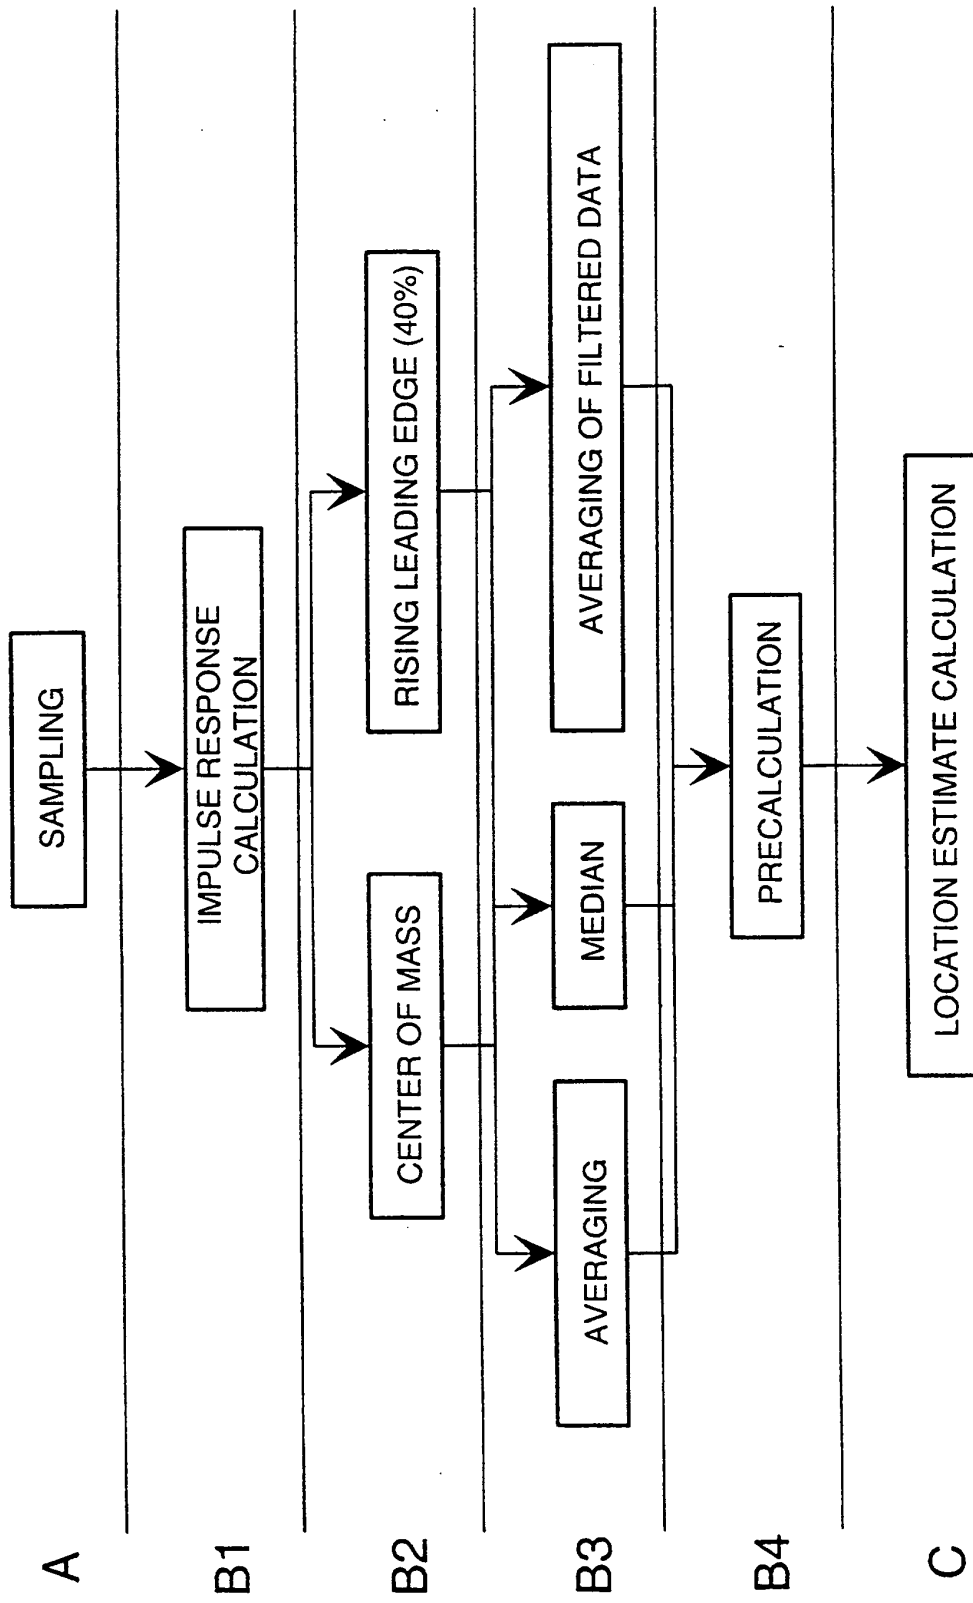 A
SAMPLING
B1
IMPULSE RESPONSE
CALCULATION
B2
CENTER OF MASS
RISING LEADING EDGE (40%)
B3
AVERAGING
MEDIAN
AVERAGING OF FILTERED DATA
B4
PRECALCULATION
C
LOCATION ESTIMATE CALCULATION